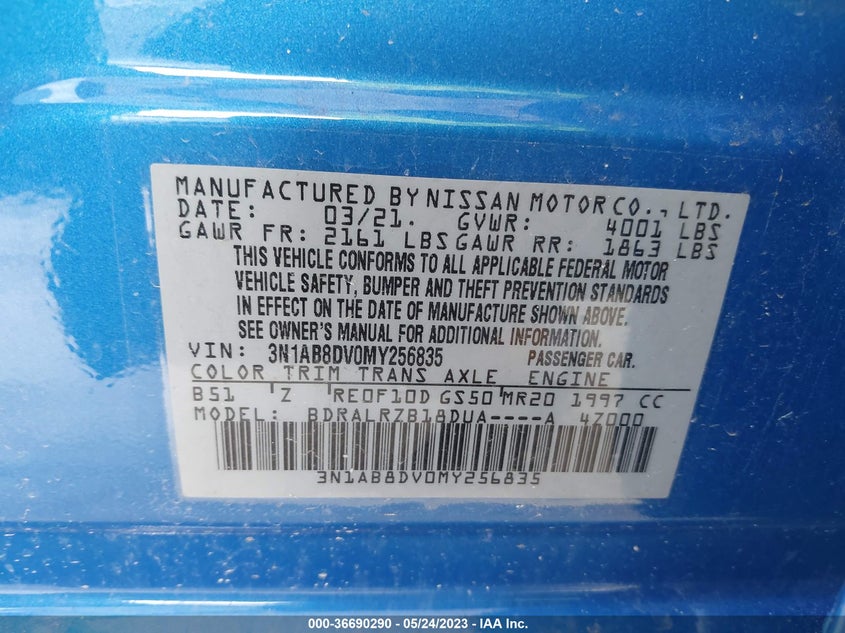 MANUFACTURED BY NISSAN MOTOR CO., LTD.
DATE: 03/21. GVWR: 4001 LBS
GAWR FR: 2161 LBS GAWR RR: 1863 LBS
THIS VEHICLE CONFORMS TO ALL APPLICABLE FEDERAL MOTOR
VEHICLE SAFETY, BUMPER AND THEFT PREVENTION STANDARDS
IN EFFECT ON THE DATE OF MANUFACTURE SHOWN ABOVE.
SEE OWNER'S MANUAL FOR ADDITIONAL INFORMATION.
VIN: 3N1AB8DV0MY256835 PASSENGER CAR.
COLOR TRIM TRANS AXLE ENGINE
B51 Z RE0F10D GS50 MR20 1997 CC
MODEL: BDRALRZB18DUA----A 47000
3N1AB8DV0MY256835
000-36690290 - 05/24/2023 - IAA Inc.